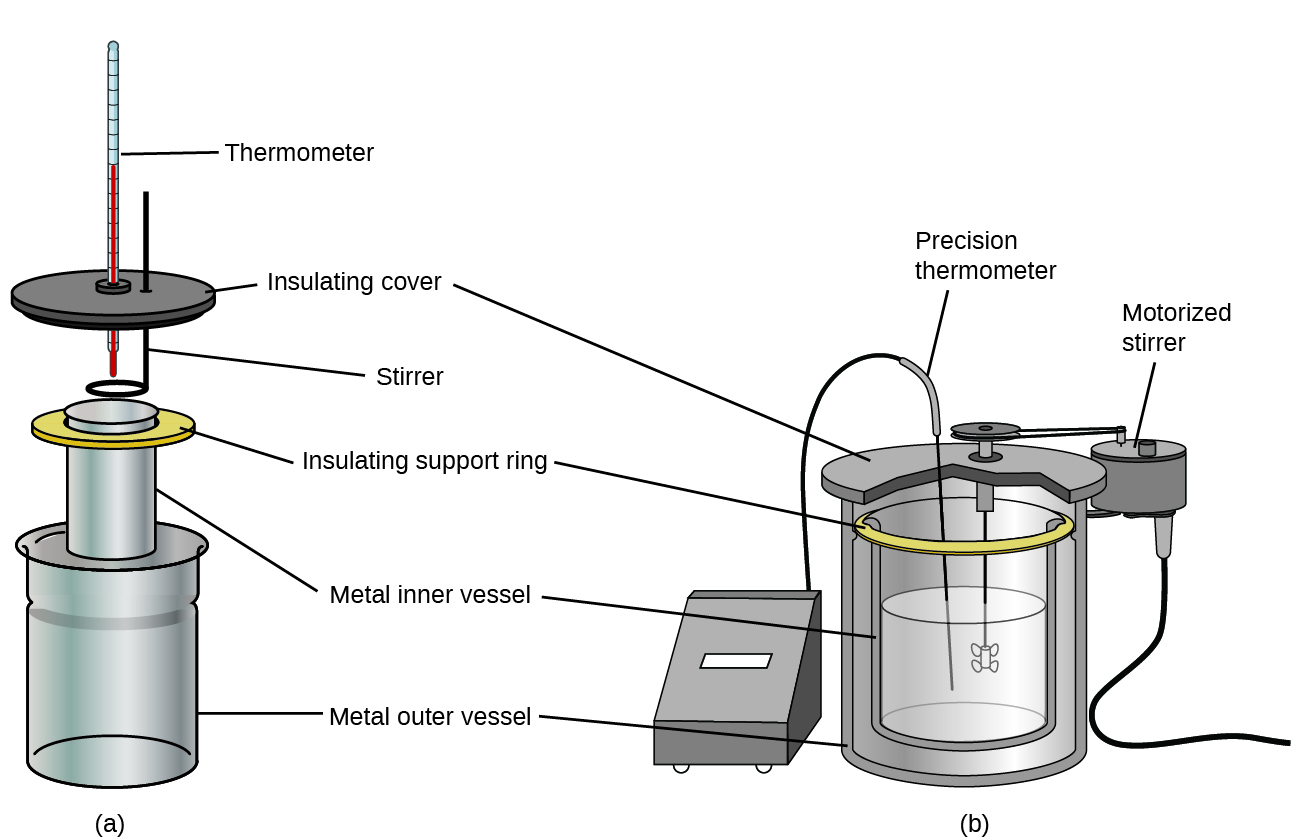 Thermometer
Precision
thermometer
Insulating cover
Motorized
stirrer
Stirrer
Insulating support ring
Metal inner vessel
Metal outer vessel
(a)
(b)